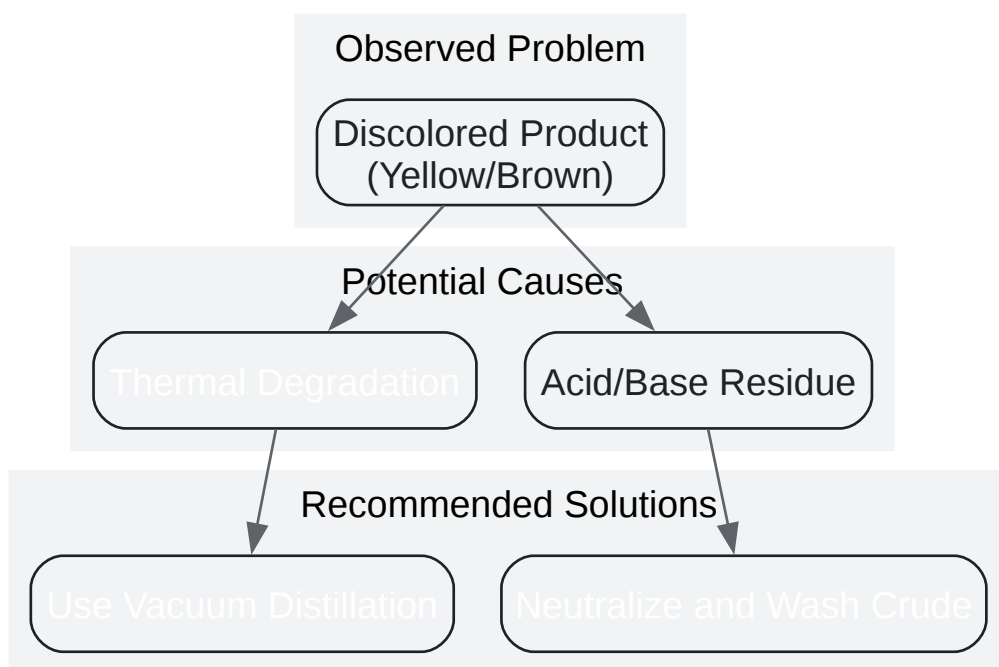 Observed Problem
Discolored Product
(Yellow/Brown)
Potential Causes
Thermal Degradation
Acid/Base Residue
Recommended Solutions
Use Vacuum Distillation
Neutralize and Wash Crude